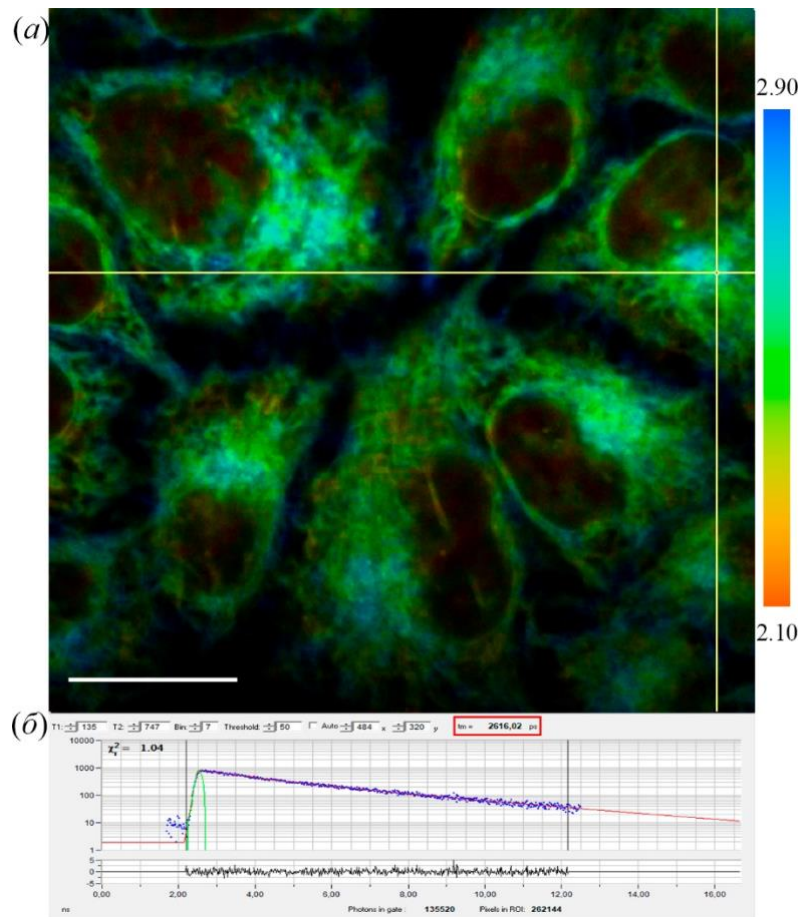 (а)
2.90
2.10
(б)
T1: 135 T2: 747 Bin: 7 Threshold: 50 Auto 484 x 320 y tm = 2616,02 ps
10000
χ²r = 1.04
1000
100
10
1
5
0
-5
0,00 2,00 4,00 6,00 8,00 10,00 12,00 14,00 16,00
ns Photons in gate : 135520 Pixels in ROI: 262144